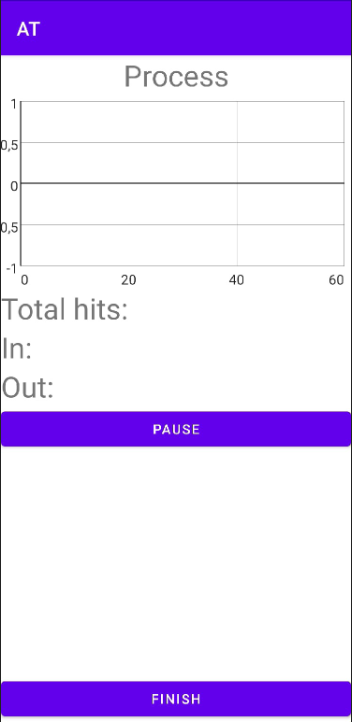 AT
Process
1
0,5
0
0,5
-1
0 20 40 60
Total hits:
In:
Out:
PAUSE
FINISH